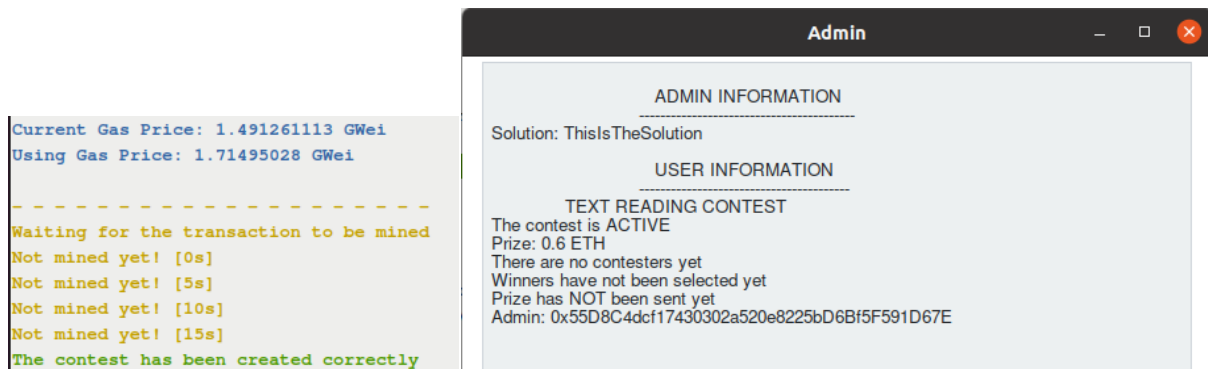 Current Gas Price: 1.491261113 GWei
Using Gas Price: 1.71495028 GWei
- - - - - - - - - - - - - - - - - - - -
Waiting for the transaction to be mined
Not mined yet! [0s]
Not mined yet! [5s]
Not mined yet! [10s]
Not mined yet! [15s]
The contest has been created correctly
Admin
ADMIN INFORMATION
-----------------------------------------
Solution: ThisIsTheSolution
USER INFORMATION
----------------------------------------
TEXT READING CONTEST
The contest is ACTIVE
Prize: 0.6 ETH
There are no contesters yet
Winners have not been selected yet
Prize has NOT been sent yet
Admin: 0x55D8C4dcf17430302a520e8225bD6Bf5F591D67E